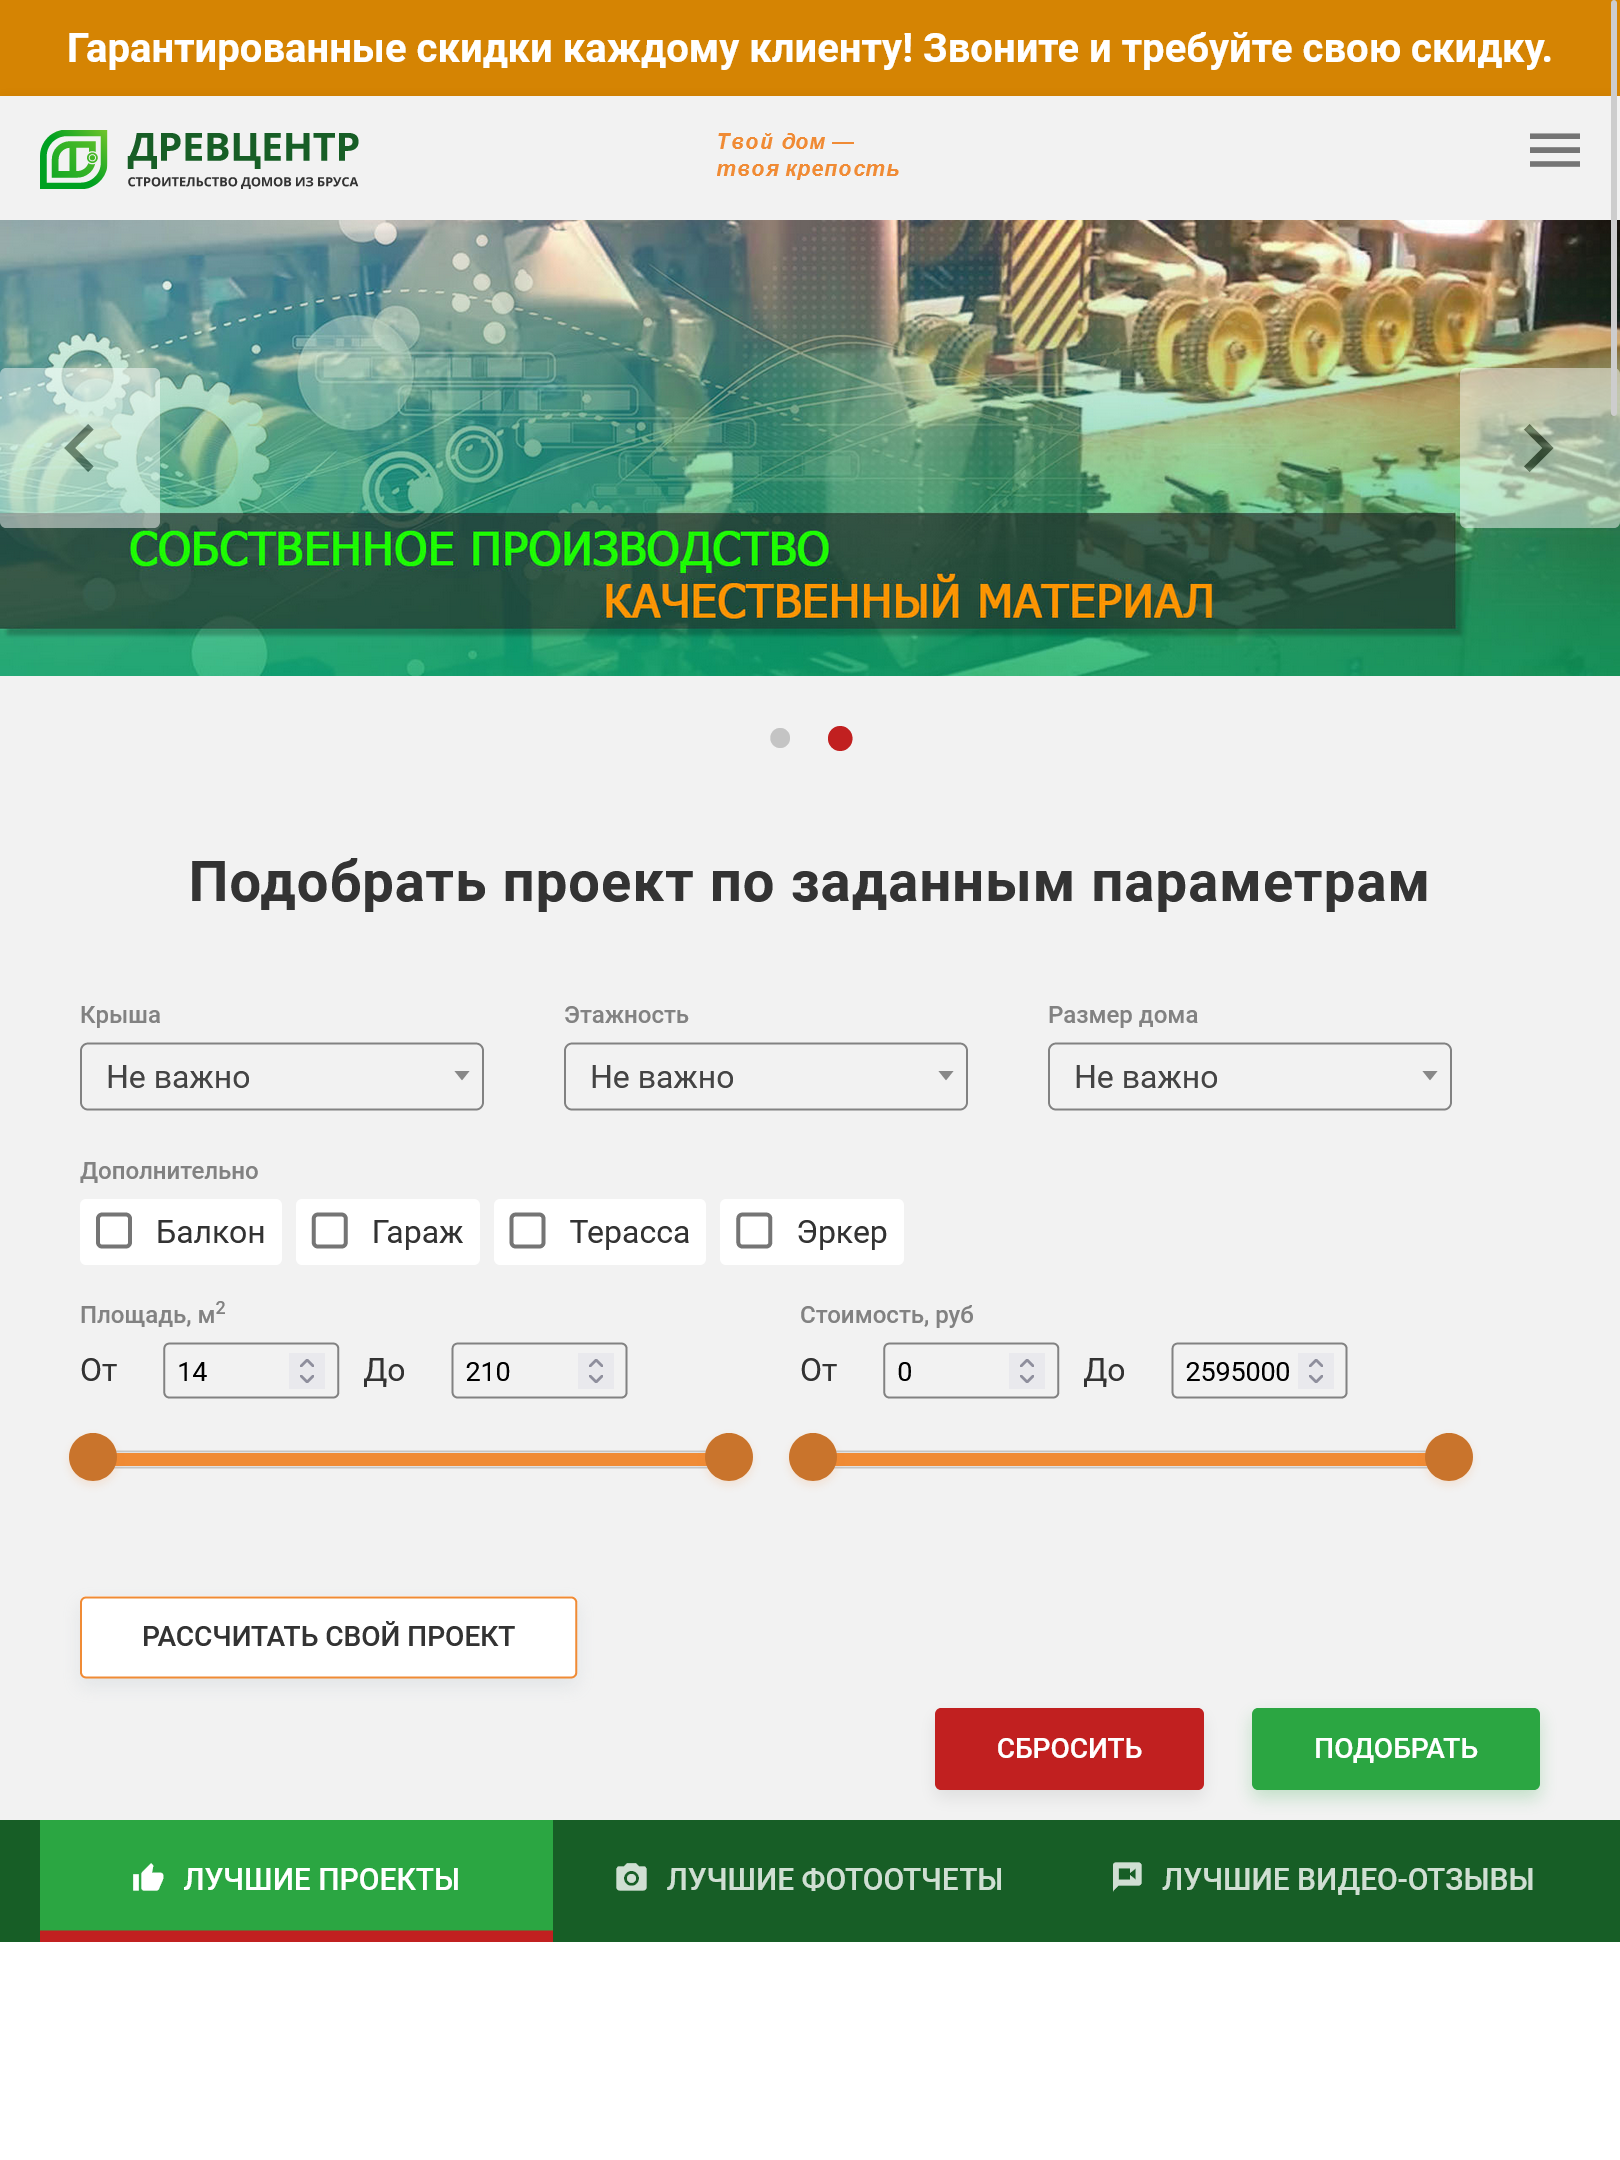 Гарантированные скидки каждому клиенту! Звоните и требуйте свою скидку.
ДРЕВЦЕНТР
СТРОИТЕЛЬСТВО ДОМОВ ИЗ БРУСА
Твой дом —
твоя крепость
СОБСТВЕННОЕ ПРОИЗВОДСТВО
КАЧЕСТВЕННЫЙ МАТЕРИАЛ
Подобрать проект по заданным параметрам
Крыша Этажность Размер дома
Не важно Не важно Не важно
Дополнительно
Балкон Гараж Терасса Эркер
Площадь, м² Стоимость, руб
От 14 До 210 От 0 До 2595000
РАССЧИТАТЬ СВОЙ ПРОЕКТ
СБРОСИТЬ ПОДОБРАТЬ
ЛУЧШИЕ ПРОЕКТЫ ЛУЧШИЕ ФОТООТЧЕТЫ ЛУЧШИЕ ВИДЕО-ОТЗЫВЫ